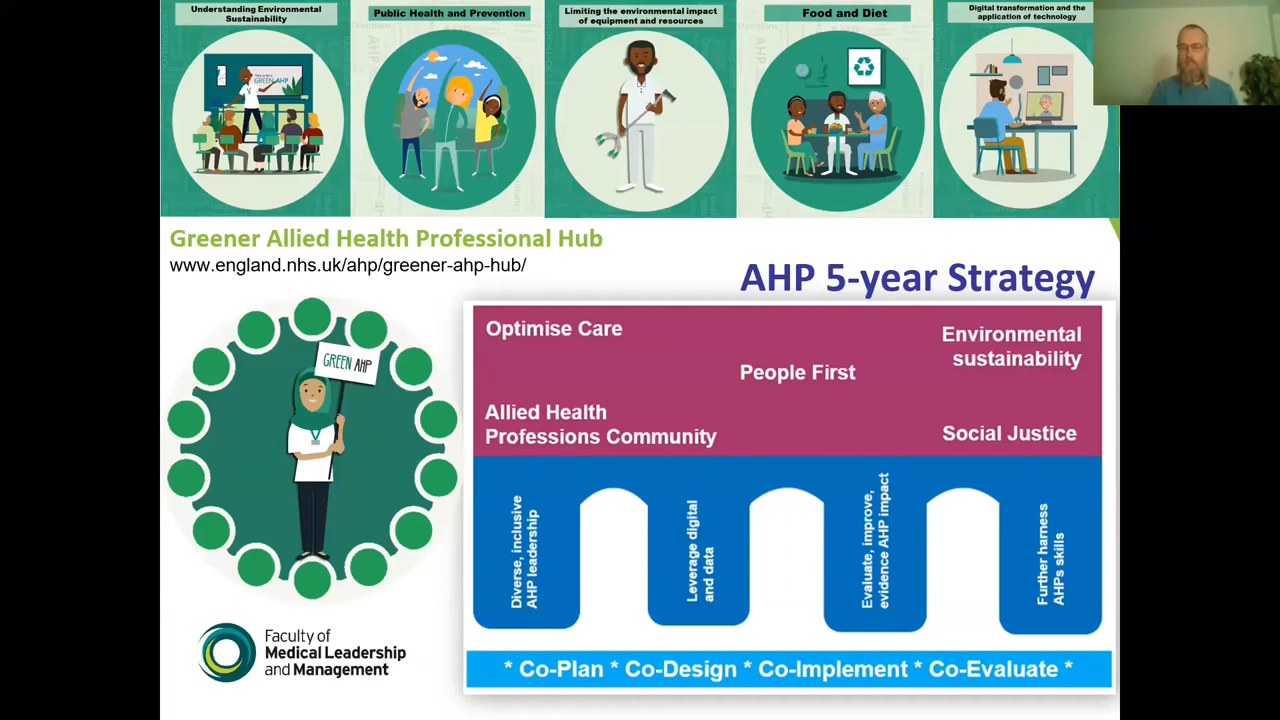 Understanding Environmental
Sustainability
Public Health and Prevention
Limiting the environmental impact
of equipment and resources
Food and Diet
Digital transformation and the
application of technology
GREEN AHP
Greener Allied Health Professional Hub
www.england.nhs.uk/ahp/greener-ahp-hub/
AHP 5-year Strategy
GREEN AHP
Optimise Care
Environmental
sustainability
People First
Allied Health
Professions Community
Social Justice
Diverse, inclusive
AHP leadership
Leverage digital
and data
Evaluate, improve,
evidence AHP impact
Further harness
AHPs skills
Faculty of
Medical Leadership
and Management
* Co-Plan * Co-Design * Co-Implement * Co-Evaluate *